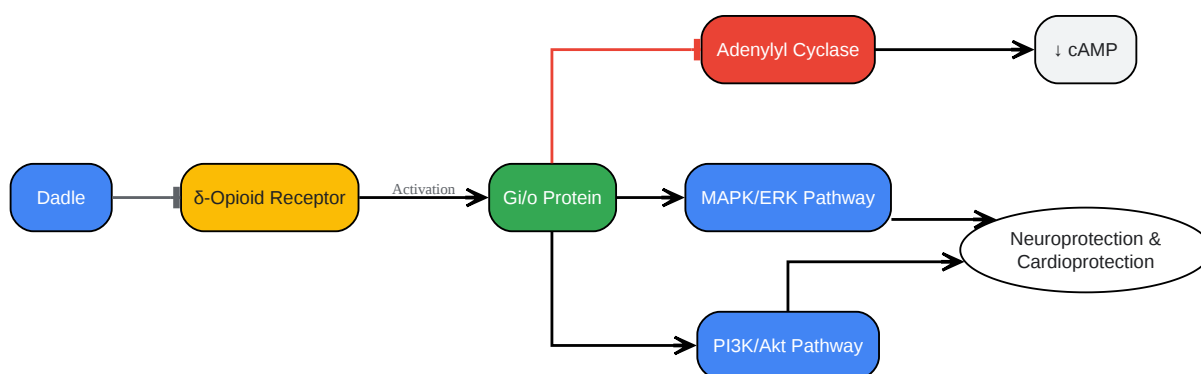 Adenylyl Cyclase
↓ cAMP
Dadle
δ-Opioid Receptor
Activation
Gi/o Protein
MAPK/ERK Pathway
Neuroprotection &
Cardioprotection
PI3K/Akt Pathway